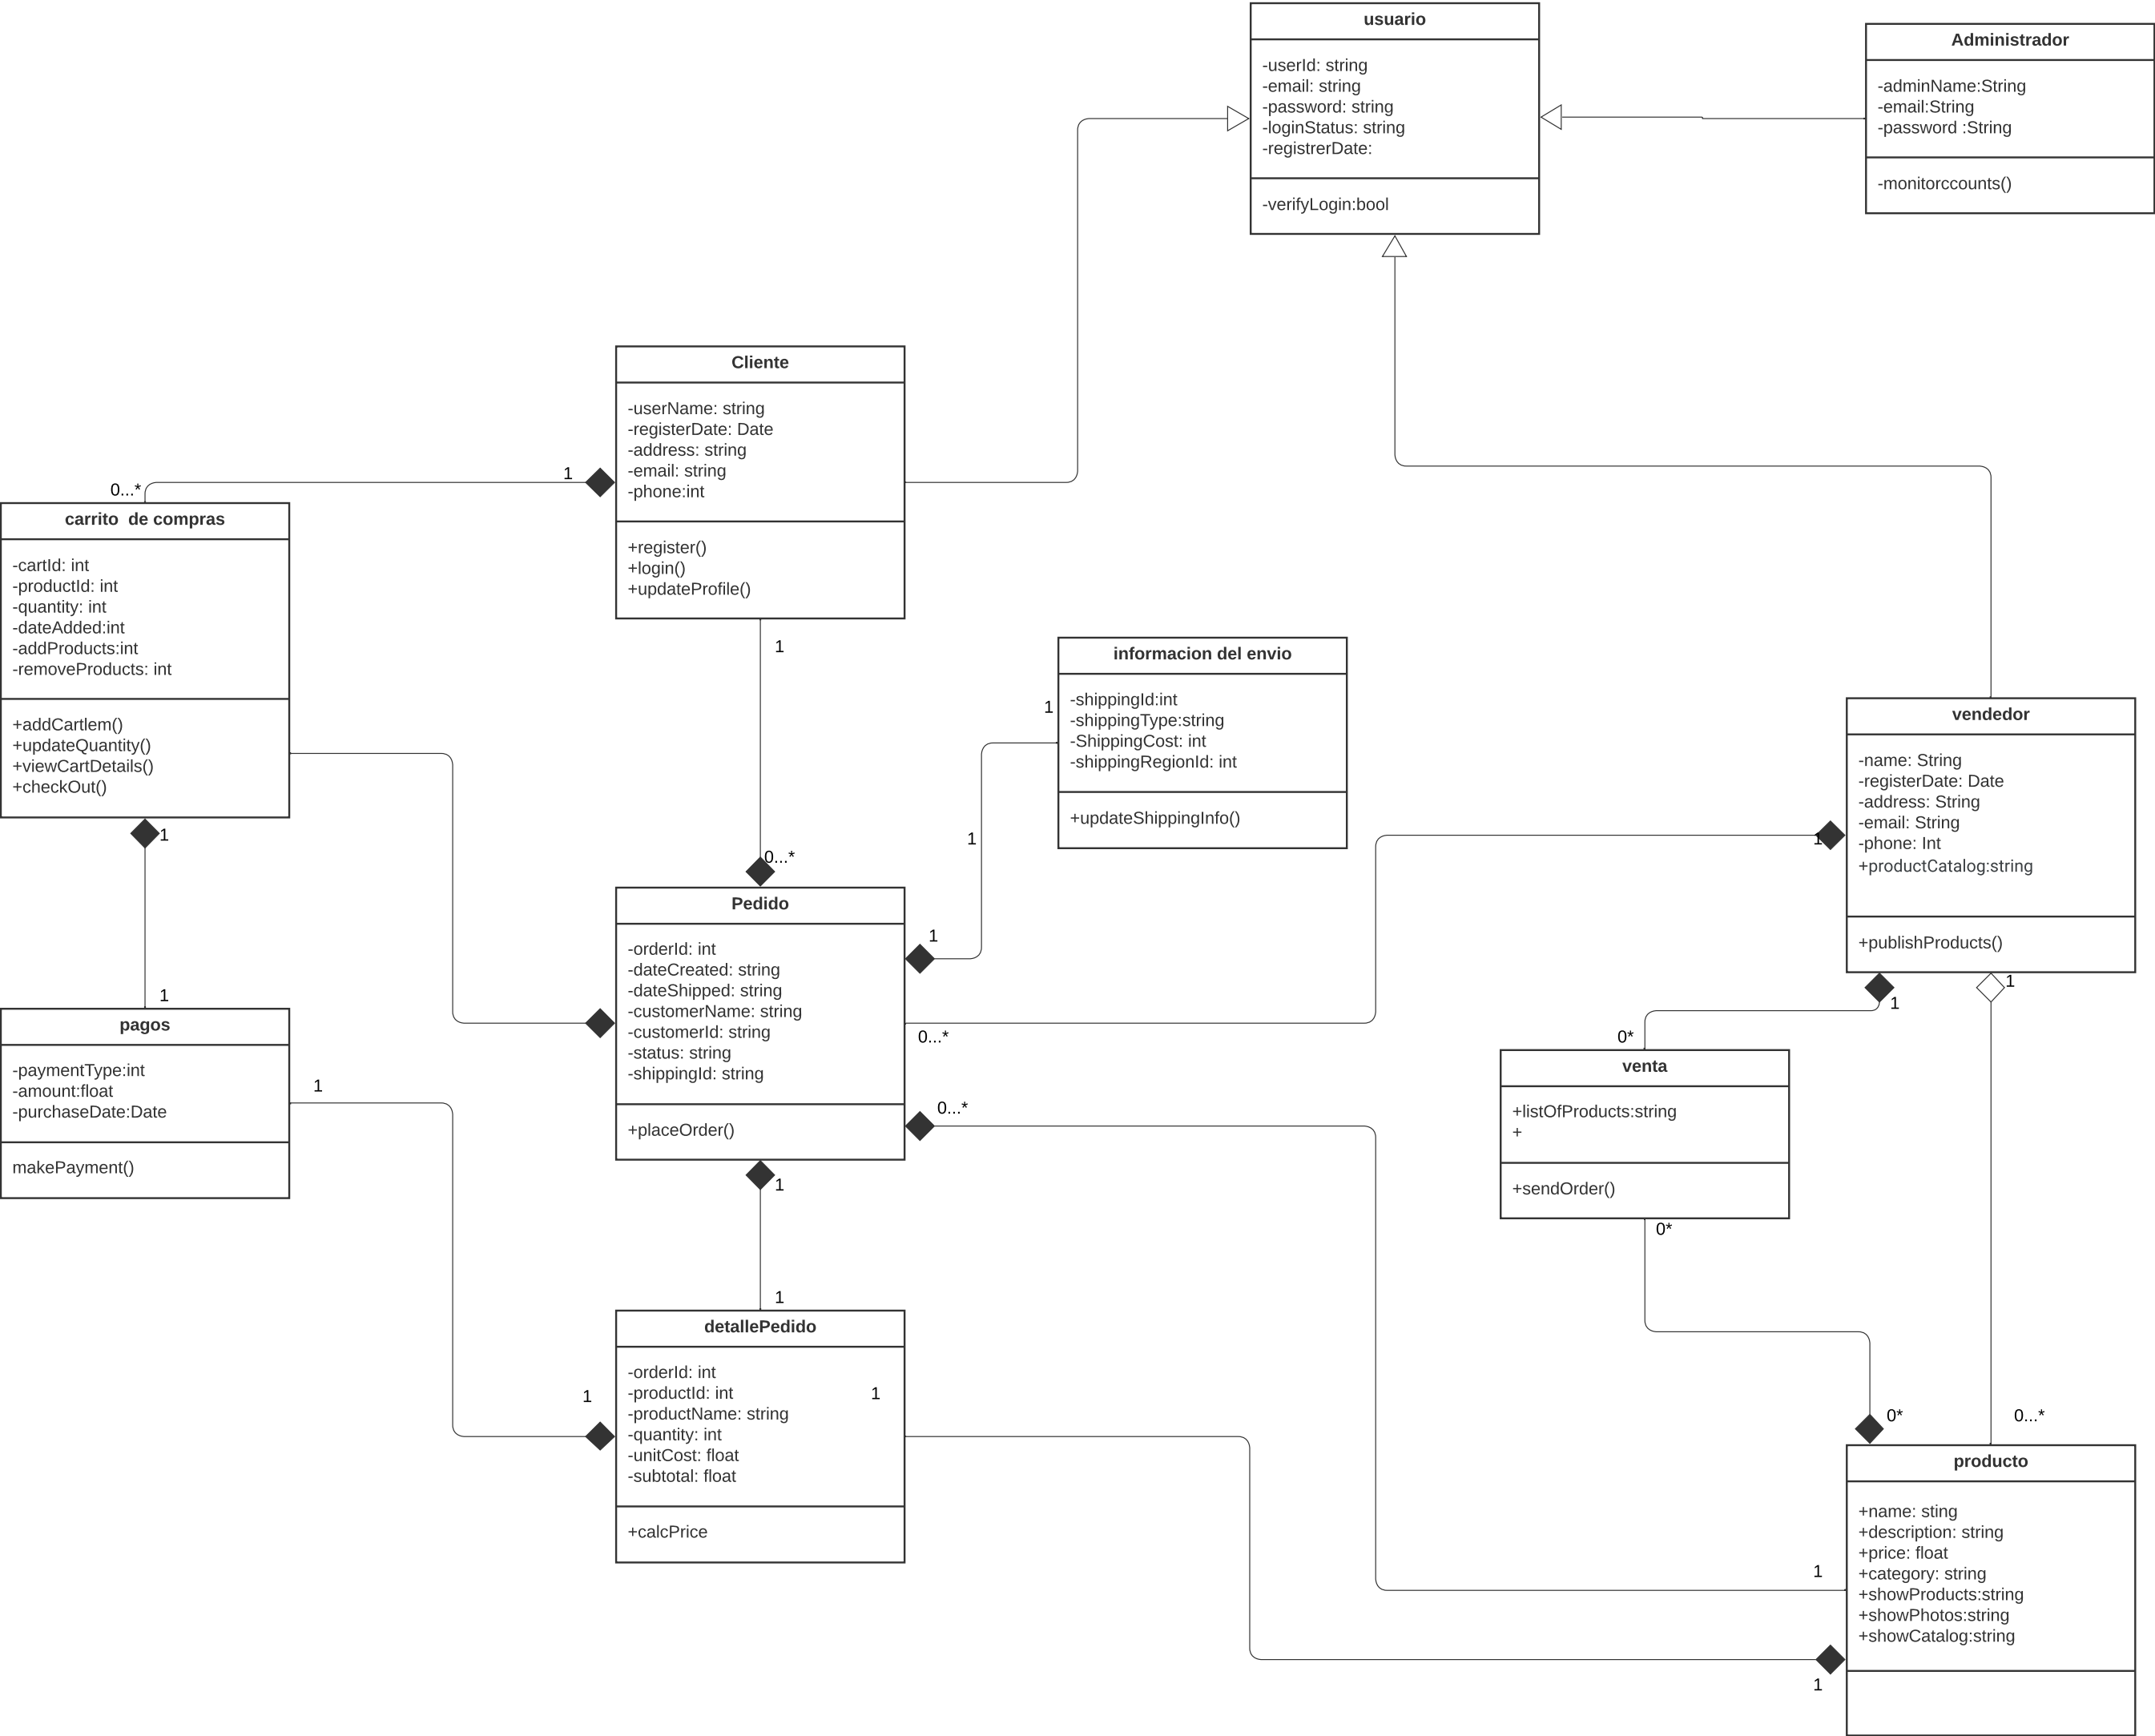 usuario
-userId: string
-email: string
-password: string
-loginStatus: string
-registrerDate:
-verifyLogin:bool
Administrador
-adminName:String
-email:String
-password :String
-monitorccounts()
Cliente
-userName: string
-registerDate: Date
-address: string
-email: string
-phone:int
+register()
+login()
+updateProfile()
1
0...*
carrito  de compras
-cartId: int
-productId: int
-quantity: int
-dateAdded:int
-addProducts:int
-removeProducts: int
+addCartlem()
+updateQuantity()
+viewCartDetails()
+checkOut()
1
1
0...*
informacion del envio
-shippingId:int
-shippingType:string
-ShippingCost: int
-shippingRegionId: int
+updateShippingInfo()
1
1
1
vendedor
-name: String
-registerDate: Date
-address: String
-email: String
-phone: Int
+productCatalog:string
+publishProducts()
1
1
1
Pedido
-orderId: int
-dateCreated: string
-dateShipped: string
-customerName: string
-customerId: string
-status: string
-shippingId: string
+placeOrder()
0...*
0...*
1
1
pagos
-paymentType:int
-amount:float
-purchaseDate:Date
makePayment()
1
1
0*
venta
+listOfProducts:string
+
+sendOrder()
0*
detallePedido
-orderId: int
-productId: int
-productName: string
-quantity: int
-unitCost: float
-subtotal: float
+calcPrice
1
1
0*
0...*
producto
+name: sting
+description: string
+price: float
+category: string
+showProducts:string
+showPhotos:string
+showCatalog:string
1
1